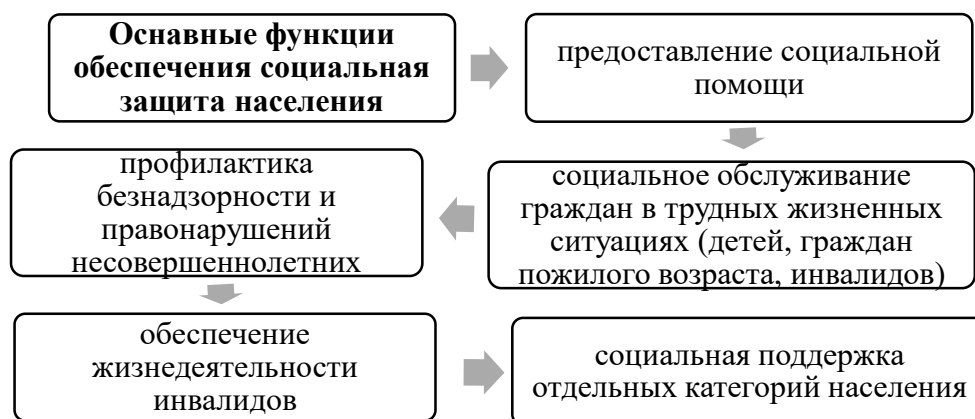 Оснавные функции
обеспечения социальная
защита населения
предоставление социальной
помощи
социальное обслуживание
граждан в трудных жизненных
ситуациях (детей, граждан
пожилого возраста, инвалидов)
профилактика
безнадзорности и
правонарушений
несовершеннолетних
обеспечение
жизнедеятельности
инвалидов
социальная поддержка
отдельных категорий населения